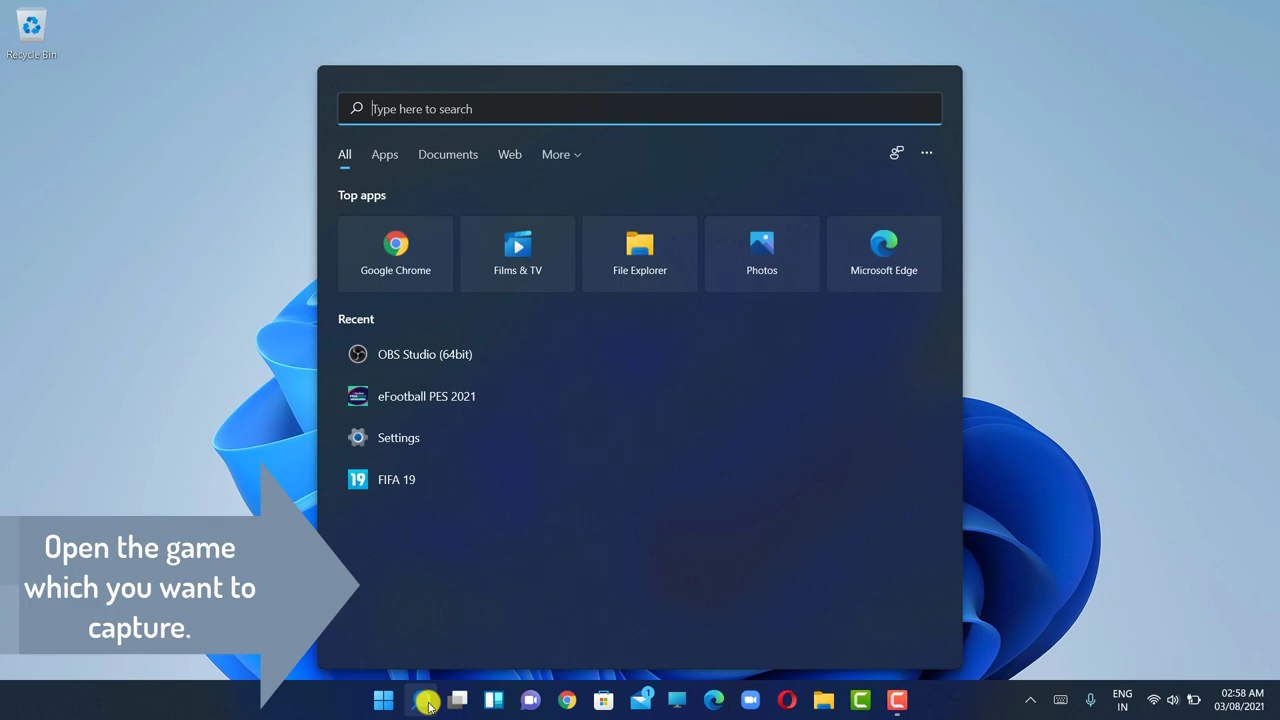 Recycle Bin
Type here to search
All Apps Documents Web More
Top apps
Google Chrome Films & TV File Explorer Photos Microsoft Edge
Recent
OBS Studio (64bit)
eFootball PES 2021
Settings
19 FIFA 19
Open the game
which you want to
capture.
1
ENG
IN
02:58 AM
03/08/2021